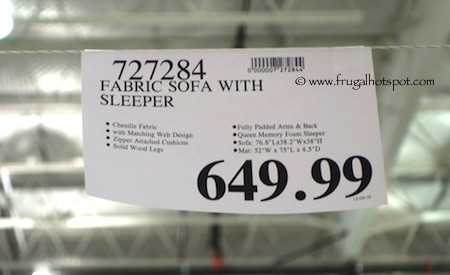 727284
0000007272844
© www.frugalhotspot.com
FABRIC SOFA WITH
SLEEPER
• Chenille Fabric
• with Matching Welt Design
• Zipper Attached Cushions
• Solid Wood Legs
• Fully Padded Arms & Back
• Queen Memory Foam Sleeper
• Sofa: 76.8"Lx38.2"Wx38"H
• Mat: 52"W x 75"L x 4.5"D
649.99